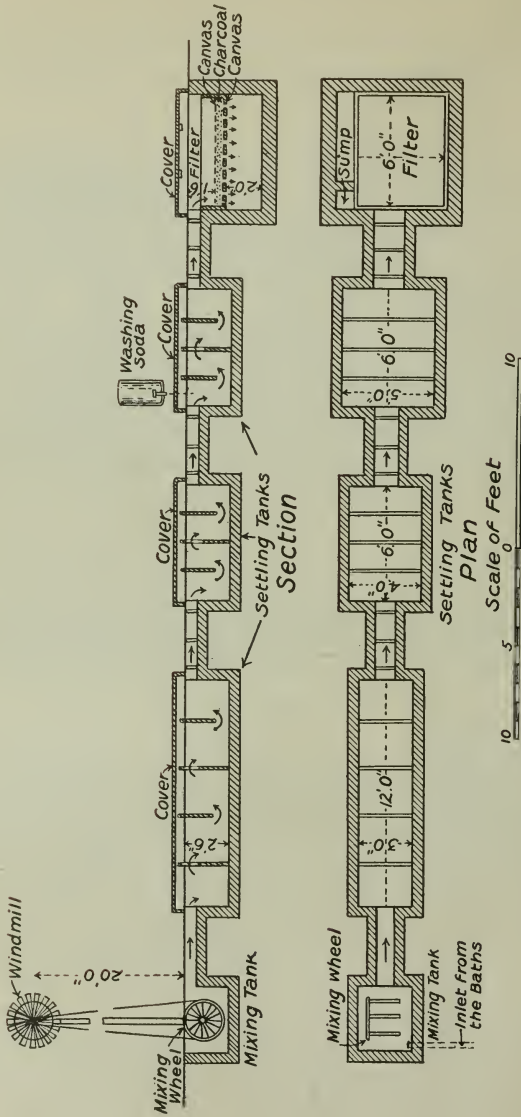 Windmill
20'.0"
Mixing
Wheel
Mixing Tank
Cover
2'.6"
Settling Tanks
Section
Cover
Washing
Soda
Cover
Cover
9"
Filter
1'.
2'.0"
Canvas
Charcoal
Canvas
Mixing wheel
Mixing Tank
Inlet from
the Baths
3'.0"
12'.0"
4'.0"
6'.0"
5'.0"
6'.0"
Sump
6'.0"
Filter
Settling Tanks
Plan
Scale of Feet
10 5 0 10